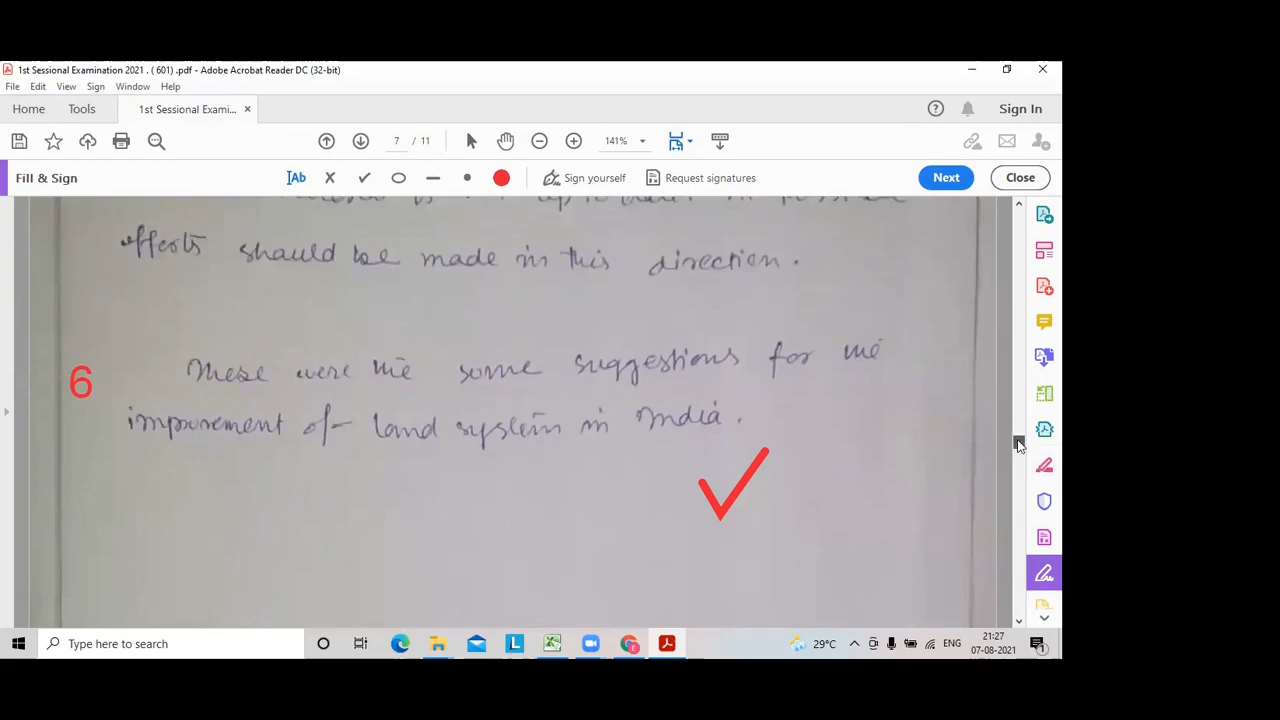 1st Sessional Examination 2021 . ( 601) .pdf - Adobe Acrobat Reader DC (32-bit)
File Edit View Sign Window Help
Home Tools 1st Sessional Exami... × Sign In
7 / 11 141%
Fill & Sign IAb Sign yourself Request signatures Next Close
effects should be made in this direction.
6 These were the some suggestions for the
impurement of land system in India.
Type here to search 29°C ENG 21:27
07-08-2021